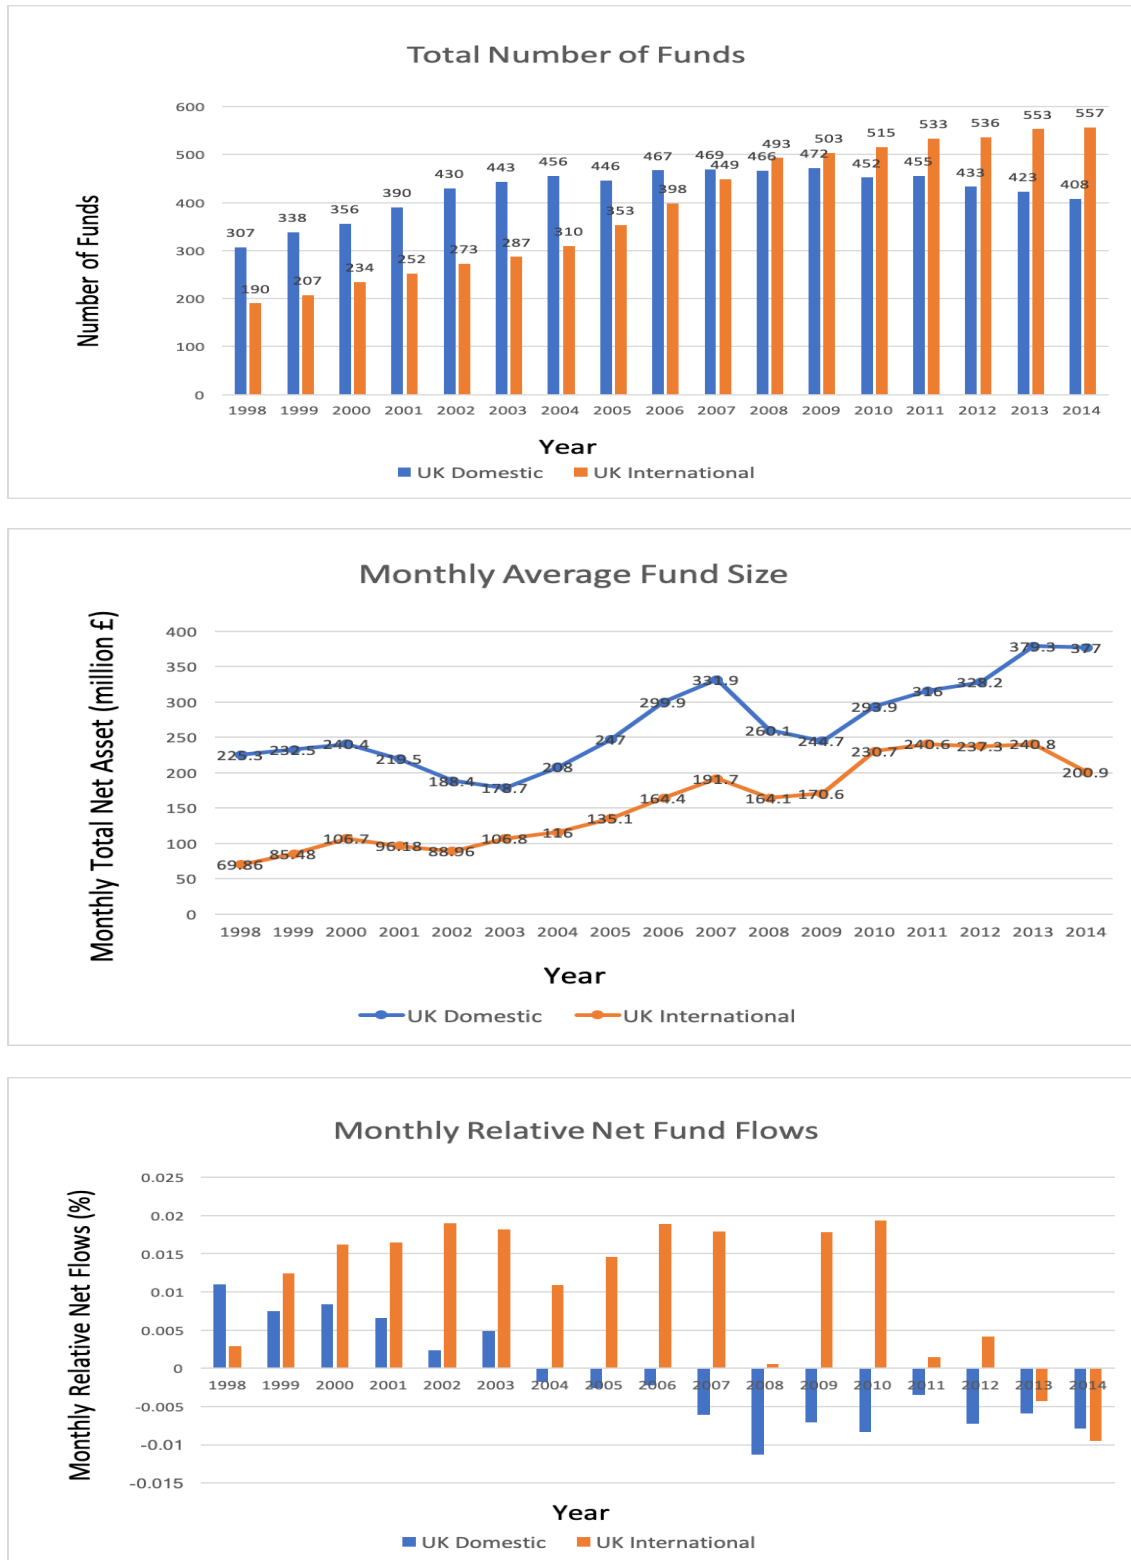 Total Number of Funds
Number of Funds
600
500
400
300
200
100
0
307 338 356 390 430 443 456 446 467 469 466 472 452 455 433 423 408
190 207 234 252 273 287 310 353 398 449 493 503 515 533 536 553 557
1998 1999 2000 2001 2002 2003 2004 2005 2006 2007 2008 2009 2010 2011 2012 2013 2014
Year
UK Domestic UK International
Monthly Average Fund Size
Monthly Total Net Asset (million £)
400
350
300
250
200
150
100
50
0
225.3 232.5 240.4 219.5 188.4 178.7 208 247 299.9 331.9 260.1 244.7 293.9 316 328.2 379.3 377
69.86 85.48 106.7 96.18 88.96 106.8 116 135.1 164.4 191.7 164.1 170.6 230.7 240.6 237.3 240.8 200.9
1998 1999 2000 2001 2002 2003 2004 2005 2006 2007 2008 2009 2010 2011 2012 2013 2014
Year
UK Domestic UK International
Monthly Relative Net Fund Flows
Monthly Relative Net Flows (%)
0.025
0.02
0.015
0.01
0.005
0
-0.005
-0.01
-0.015
1998 1999 2000 2001 2002 2003 2004 2005 2006 2007 2008 2009 2010 2011 2012 2013 2014
Year
UK Domestic UK International